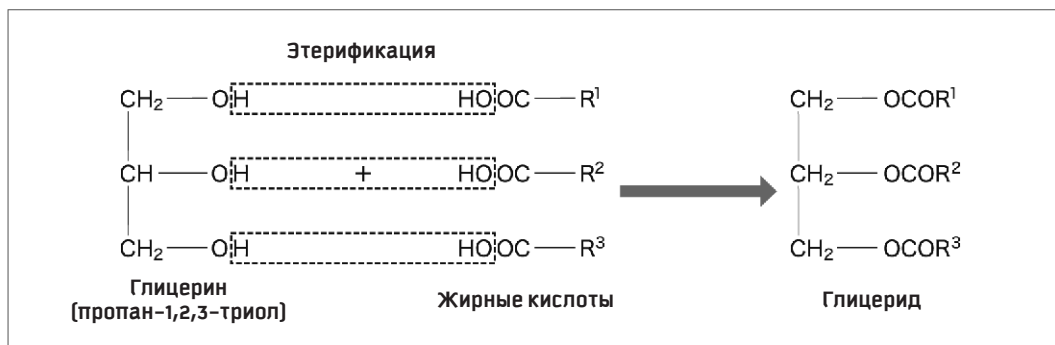 Этерификация
CH₂—OH HOOC—R¹ CH₂—OCOR¹
CH—OH + HOOC—R² CH₂—OCOR²
CH₂—OH HOOC—R³ CH₂—OCOR³
Глицерин
(пропан-1,2,3-триол)
Жирные кислоты
Глицерид